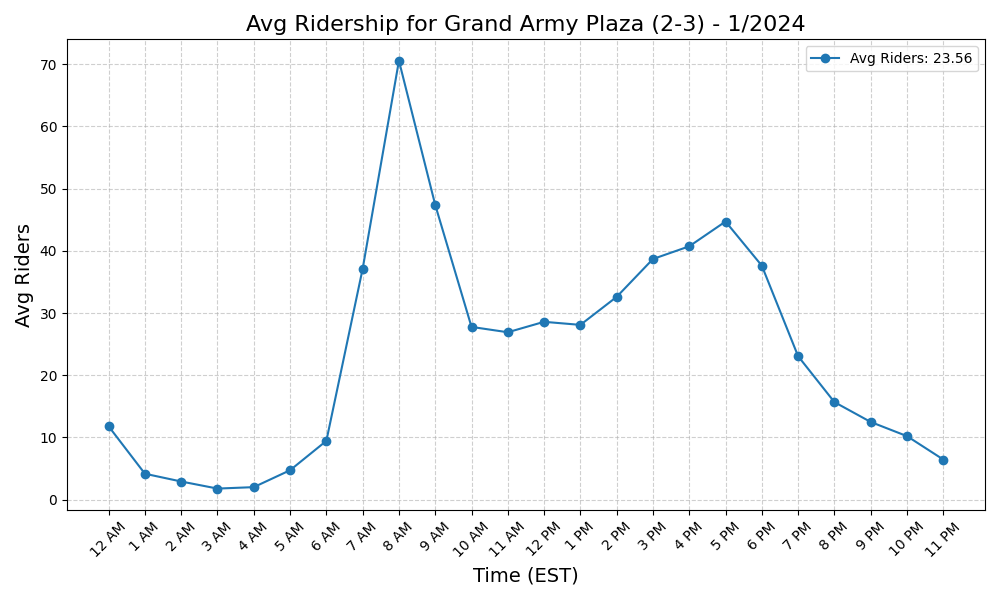 Avg Ridership for Grand Army Plaza (2-3) - 1/2024
Avg Riders: 23.56
Avg Riders
70
60
50
40
30
20
10
0
12 AM
1 AM
2 AM
3 AM
4 AM
5 AM
6 AM
7 AM
8 AM
9 AM
10 AM
11 AM
12 PM
1 PM
2 PM
3 PM
4 PM
5 PM
6 PM
7 PM
8 PM
9 PM
10 PM
11 PM
Time (EST)